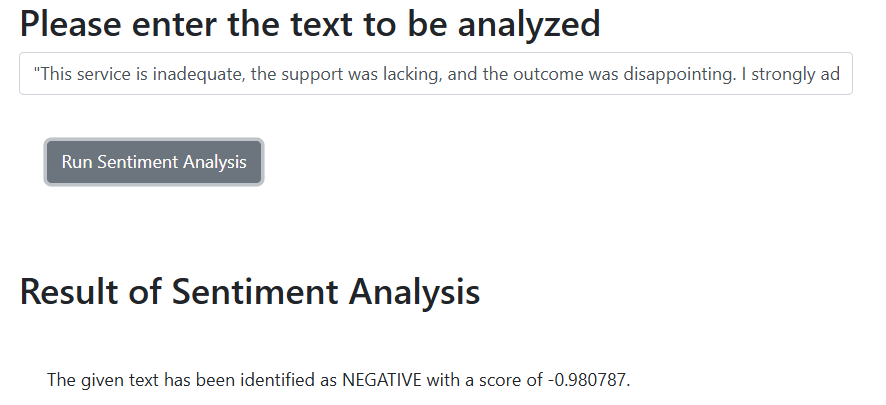 Please enter the text to be analyzed
"This service is inadequate, the support was lacking, and the outcome was disappointing. I strongly ad
Run Sentiment Analysis
Result of Sentiment Analysis
The given text has been identified as NEGATIVE with a score of -0.980787.